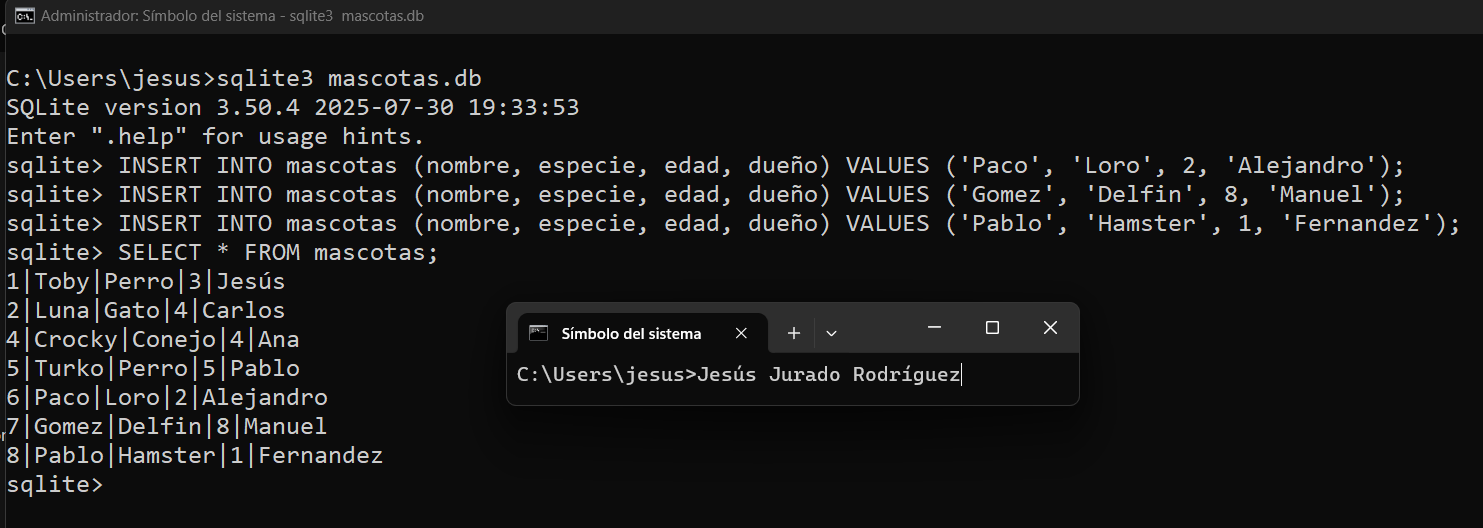 Administrador: Símbolo del sistema - sqlite3  mascotas.db
C:\Users\jesus>sqlite3 mascotas.db
SQLite version 3.50.4 2025-07-30 19:33:53
Enter ".help" for usage hints.
sqlite> INSERT INTO mascotas (nombre, especie, edad, dueño) VALUES ('Paco', 'Loro', 2, 'Alejandro');
sqlite> INSERT INTO mascotas (nombre, especie, edad, dueño) VALUES ('Gomez', 'Delfin', 8, 'Manuel');
sqlite> INSERT INTO mascotas (nombre, especie, edad, dueño) VALUES ('Pablo', 'Hamster', 1, 'Fernandez');
sqlite> SELECT * FROM mascotas;
1|Toby|Perro|3|Jesús
2|Luna|Gato|4|Carlos
4|Crocky|Conejo|4|Ana
5|Turko|Perro|5|Pablo
6|Paco|Loro|2|Alejandro
7|Gomez|Delfin|8|Manuel
8|Pablo|Hamster|1|Fernandez
sqlite>
Símbolo del sistema
C:\Users\jesus>Jesús Jurado Rodríguez